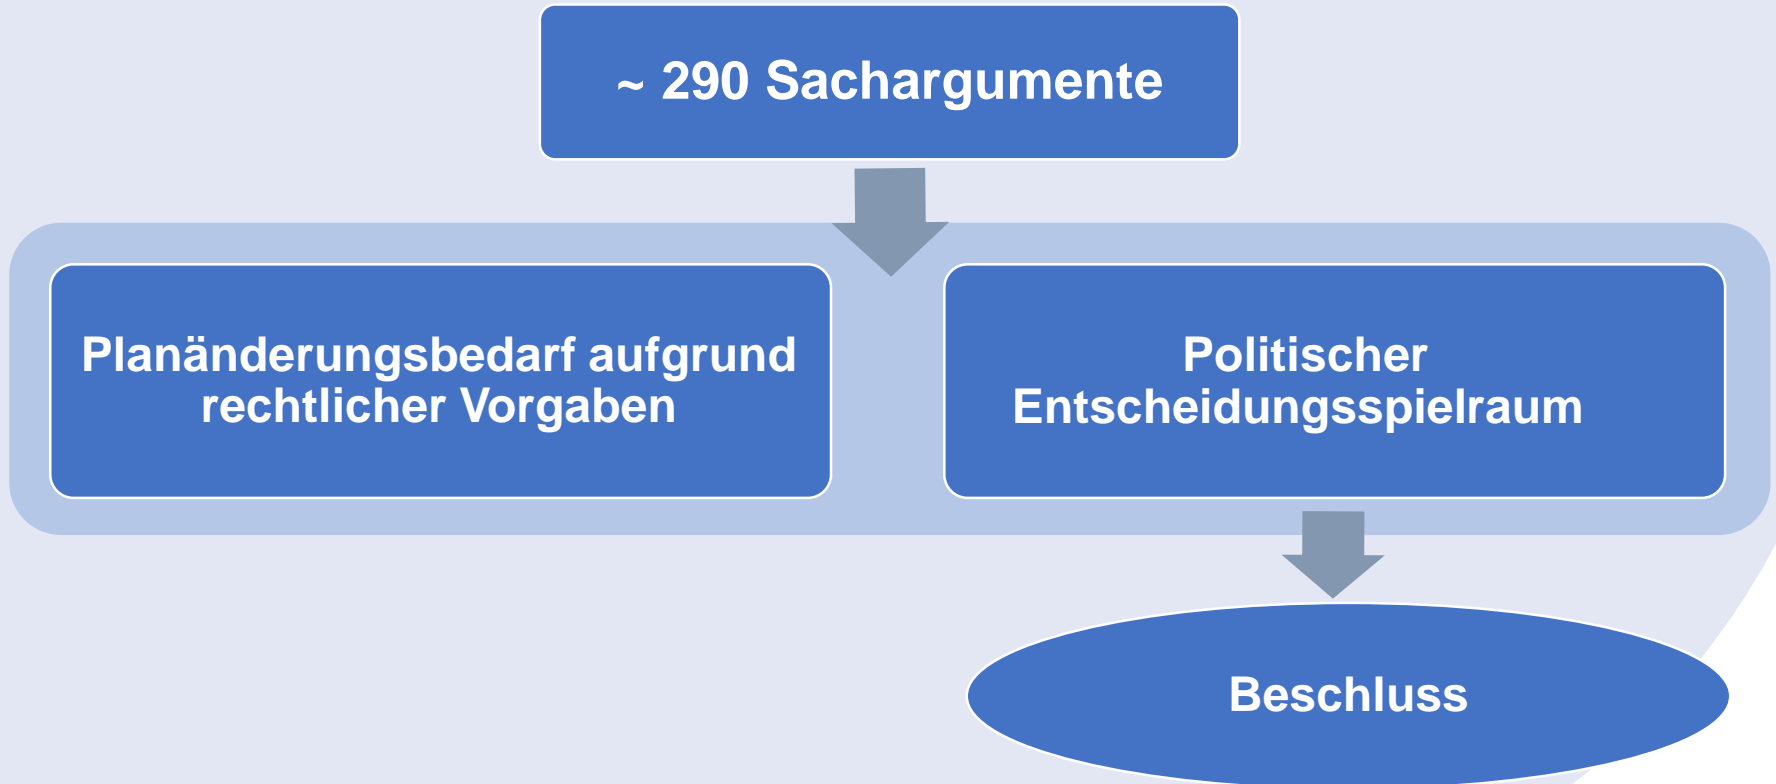 ~ 290 Sachargumente
Planänderungsbedarf aufgrund
rechtlicher Vorgaben
Politischer
Entscheidungsspielraum
Beschluss